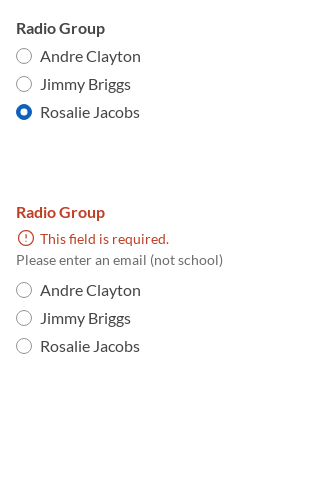 Radio Group
Andre Clayton
Jimmy Briggs
Rosalie Jacobs
Radio Group
This field is required.
Please enter an email (not school)
Andre Clayton
Jimmy Briggs
Rosalie Jacobs